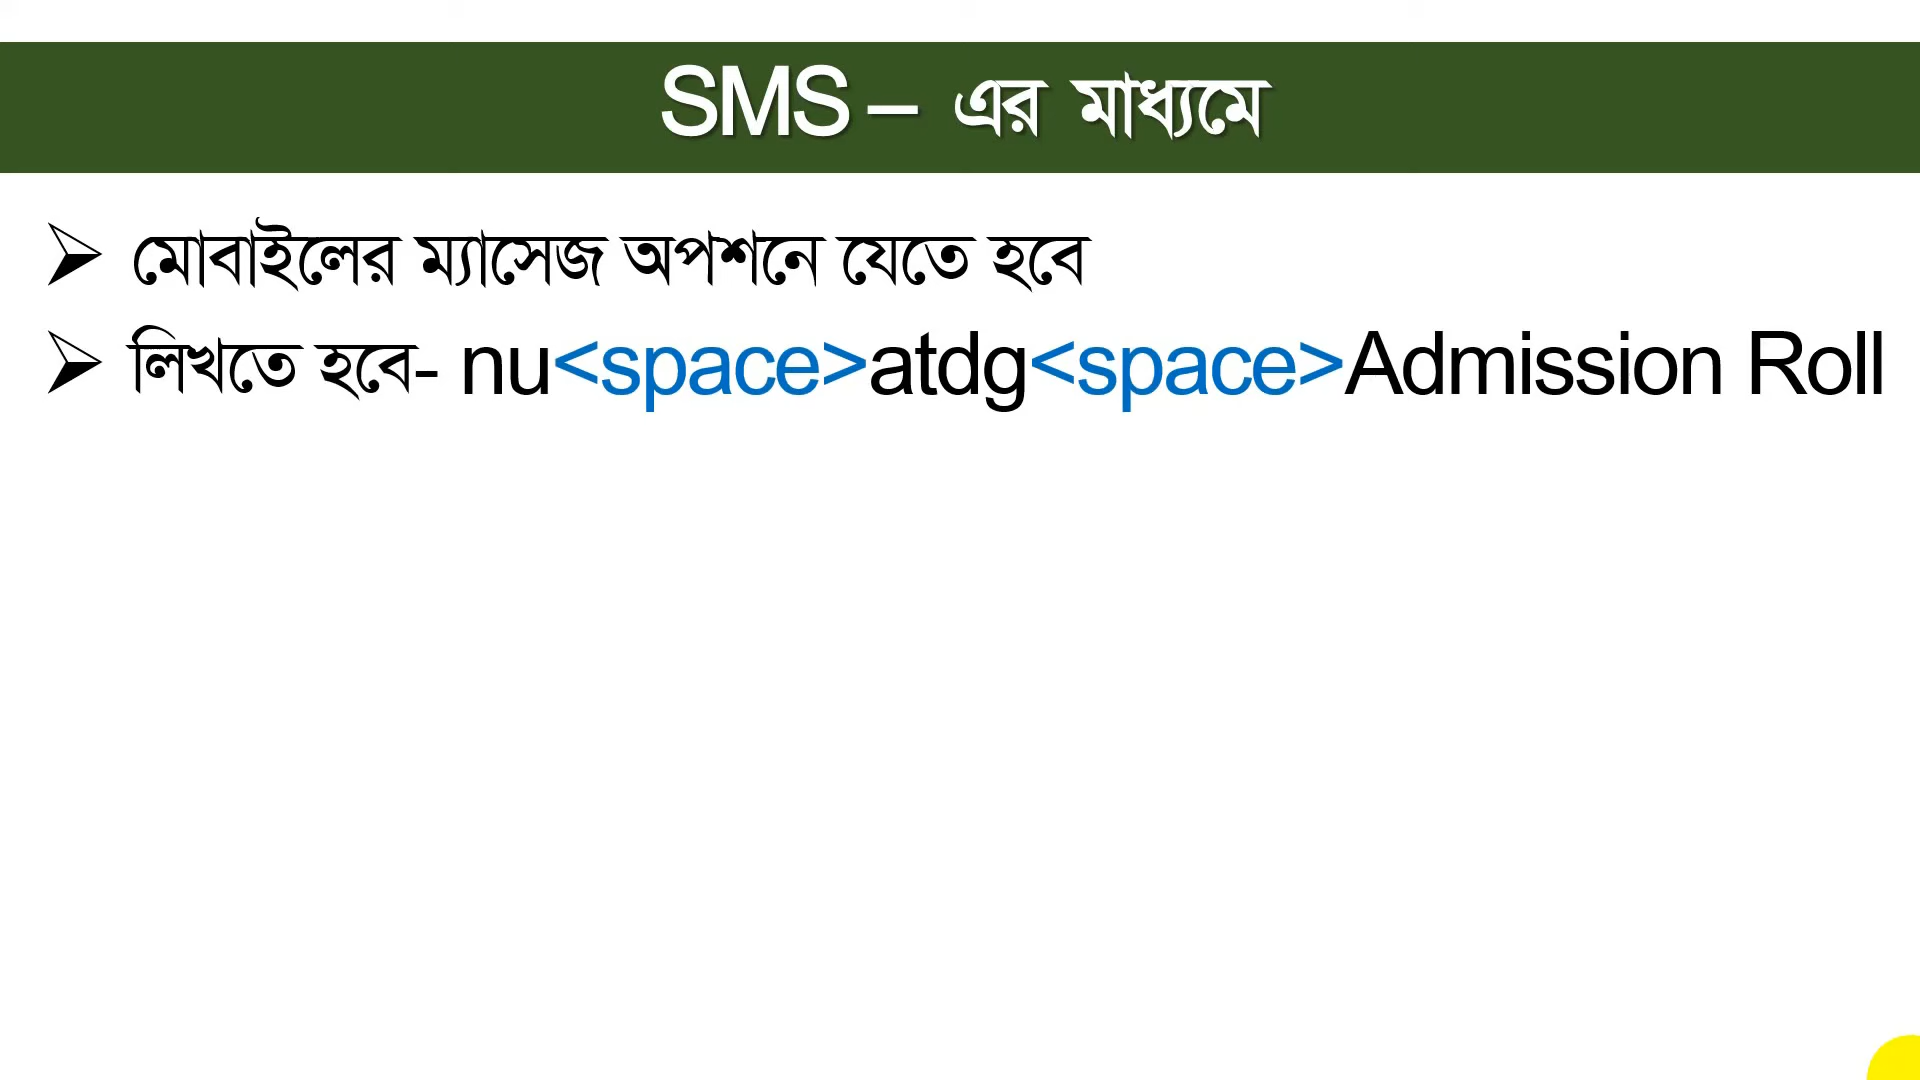 SMS – এর মাধ্যমে
মোবাইলের ম্যাসেজ অপশনে যেতে হবে
লিখতে হবে- nu<space>atdg<space>Admission Roll